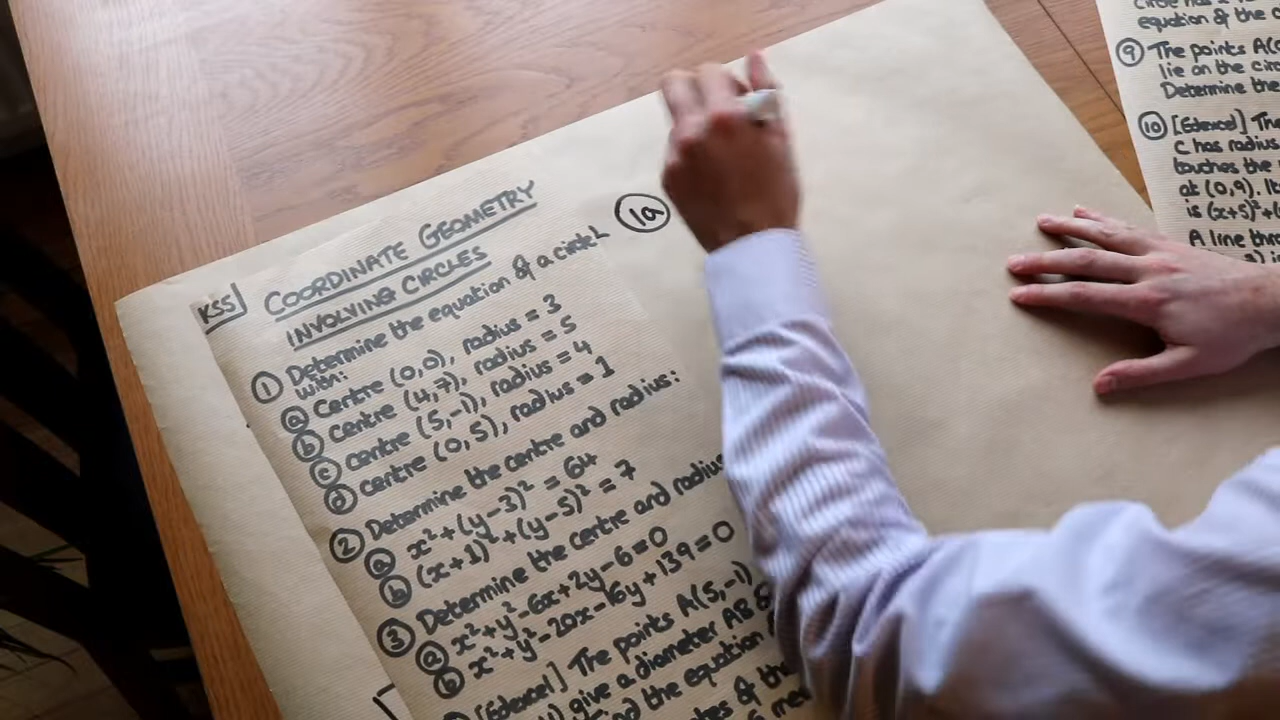 KS5
COORDINATE GEOMETRY
INVOLVING CIRCLES
1 Determine the equation of a circle
with:
a centre (0,0), radius = 3
b centre (4,7), radius = 5
c centre (5,-1), radius = 4
d centre (0,5), radius = 1
2 Determine the centre and radius:
a x²+(y-3)² = 64
b (x+1)²+(y-5)² = 7
3 Determine the centre and radius
a x²+y²-6x+2y-6=0
b x²+y²-20x-16y+139=0
[Edexcel] The points A(5,-1)
give a diameter AB
the equation
of the
1a
equation of the
9 The points A(
lie on the
Determine the
10 [Edexcel] The
C has radius
touches the
at (0,9). It
is (x+5)²+(
A line